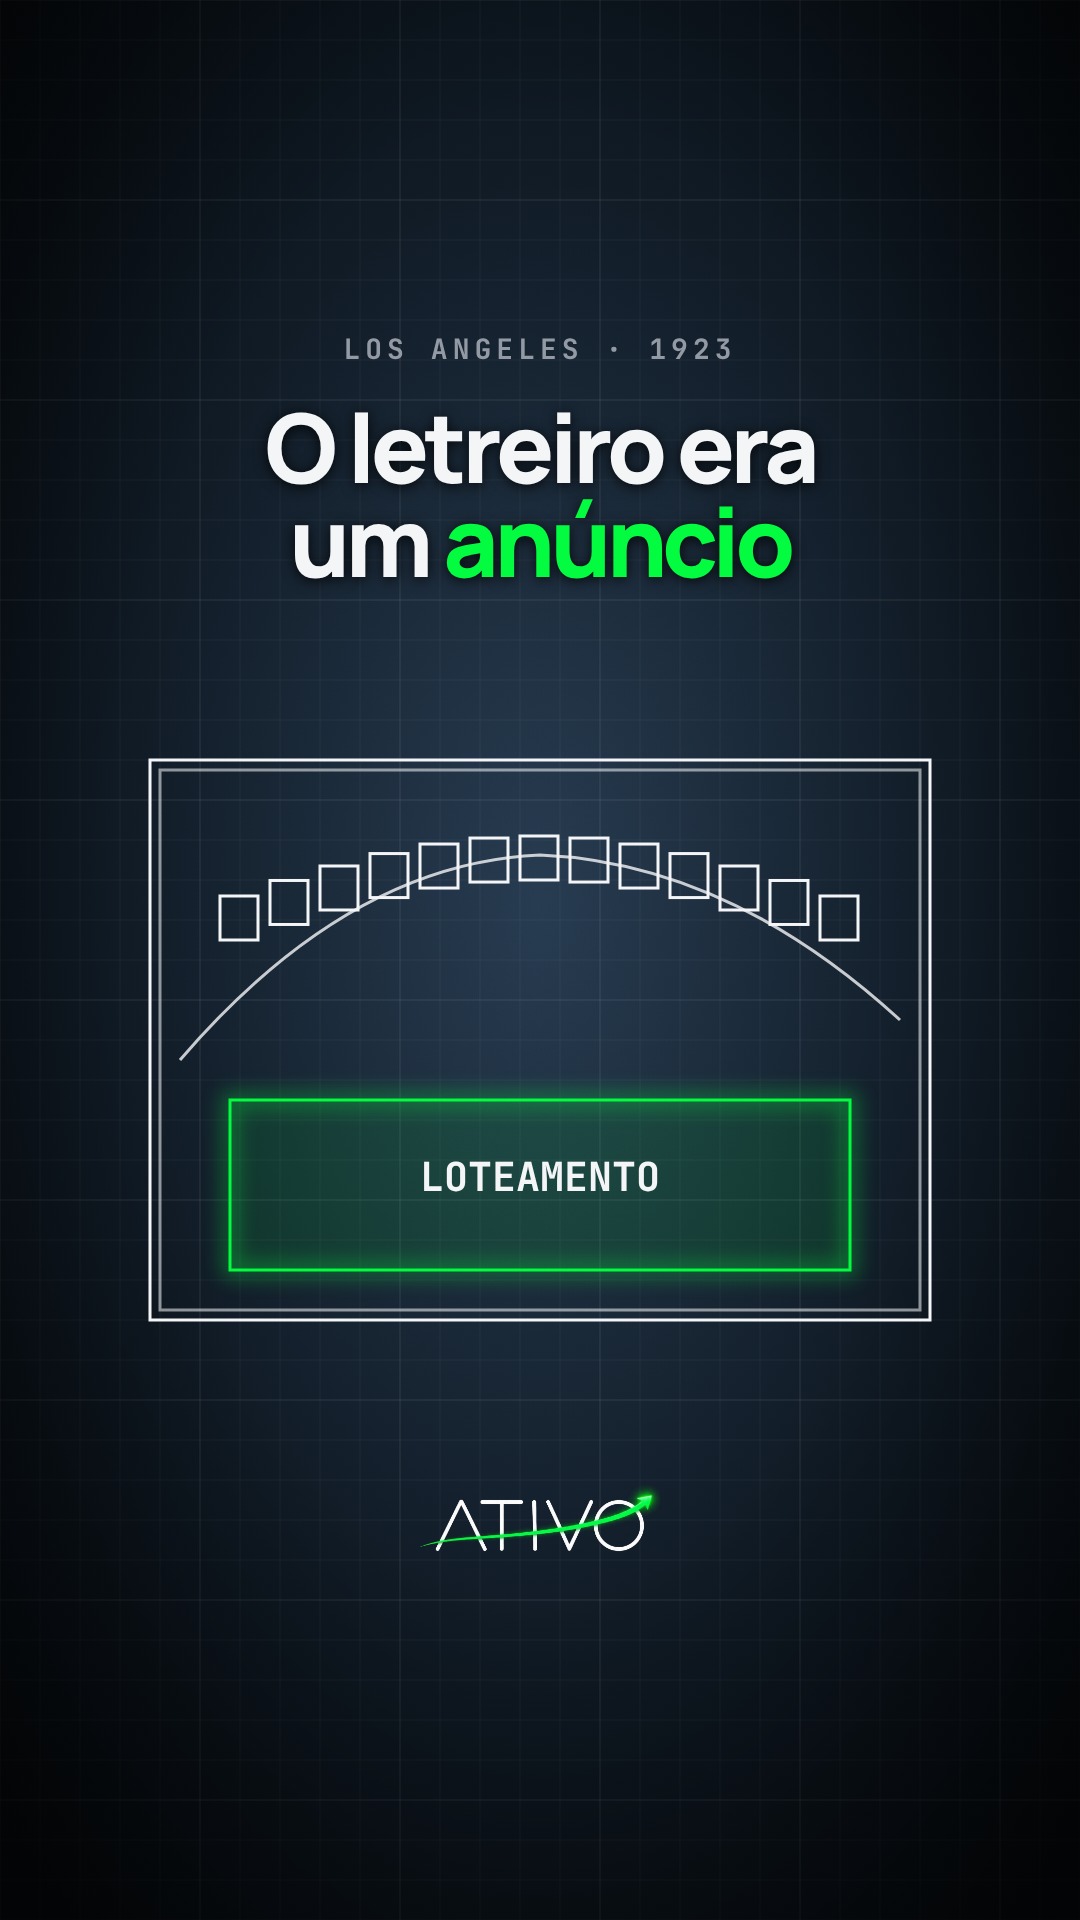 LOS ANGELES · 1923
O letreiro era
um anúncio
LOTEAMENTO
ATIVO